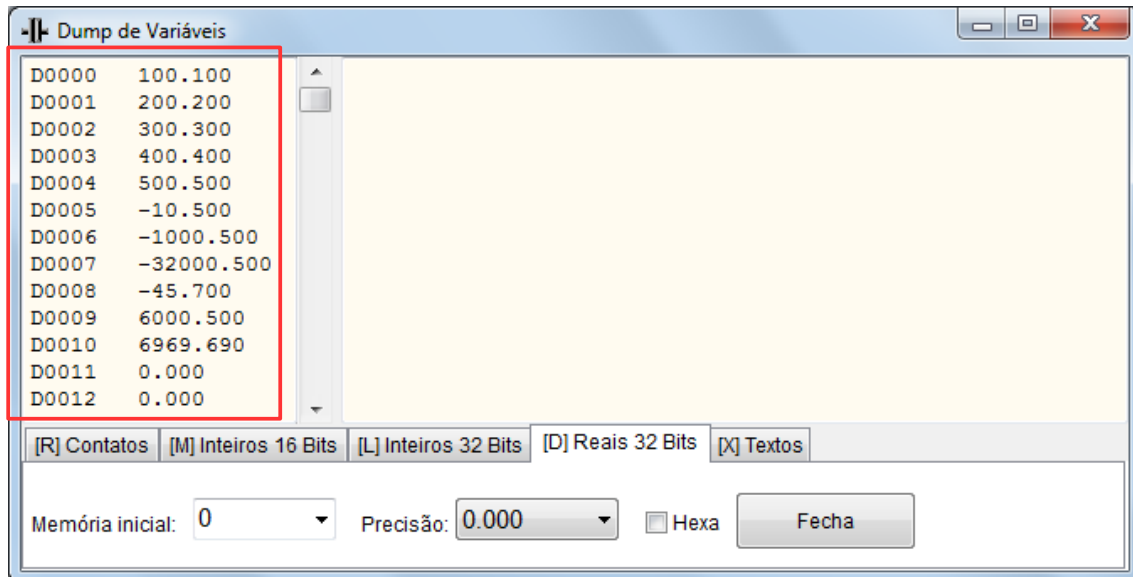 Dump de Variáveis
D0000 100.100
D0001 200.200
D0002 300.300
D0003 400.400
D0004 500.500
D0005 -10.500
D0006 -1000.500
D0007 -32000.500
D0008 -45.700
D0009 6000.500
D0010 6969.690
D0011 0.000
D0012 0.000
[R] Contatos [M] Inteiros 16 Bits [L] Inteiros 32 Bits [D] Reais 32 Bits [X] Textos
Memória inicial: 0 Precisão: 0.000 Hexa Fecha